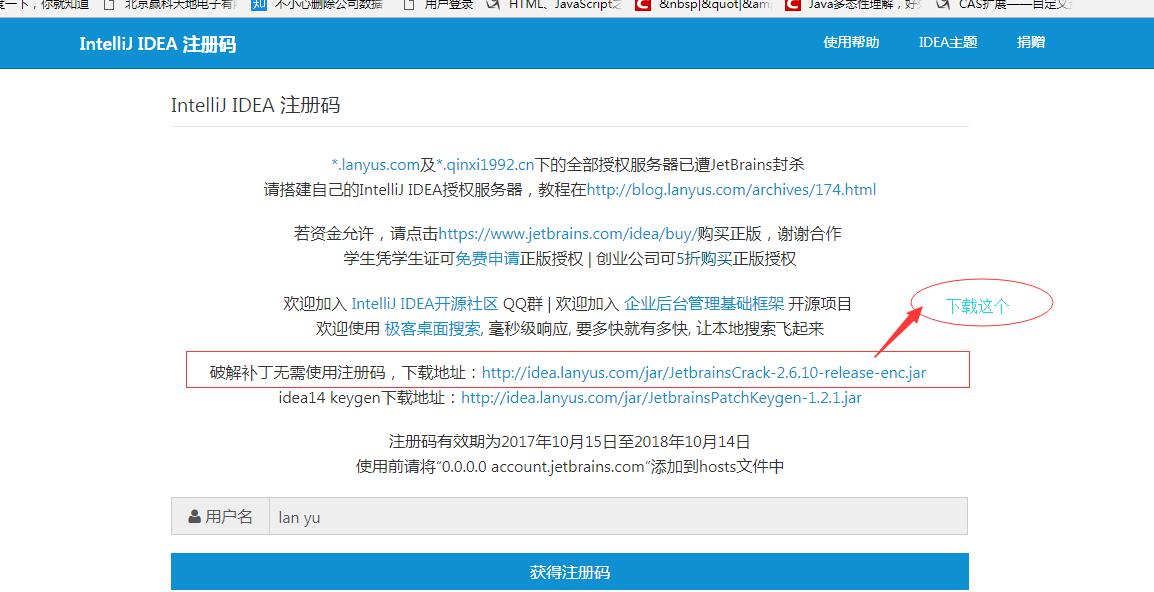 度一下，你就知道 北京赢科天地电子有 不小心删除公司数据 用户登录 HTML、JavaScript之 &nbsp|&quot|&am Java多态性理解，好 CAS扩展——自定义
IntelliJ IDEA 注册码 使用帮助 IDEA主题 捐赠
IntelliJ IDEA 注册码
*.lanyus.com及*.qinxi1992.cn下的全部授权服务器已遭JetBrains封杀
请搭建自己的IntelliJ IDEA授权服务器，教程在http://blog.lanyus.com/archives/174.html
若资金允许，请点击https://www.jetbrains.com/idea/buy/购买正版，谢谢合作
学生凭学生证可免费申请正版授权 | 创业公司可5折购买正版授权
欢迎加入 IntelliJ IDEA开源社区 QQ群 | 欢迎加入 企业后台管理基础框架 开源项目
下载这个
欢迎使用 极客桌面搜索, 毫秒级响应, 要多快就有多快, 让本地搜索飞起来
破解补丁无需使用注册码，下载地址：http://idea.lanyus.com/jar/JetbrainsCrack-2.6.10-release-enc.jar
idea14 keygen下载地址：http://idea.lanyus.com/jar/JetbrainsPatchKeygen-1.2.1.jar
注册码有效期为2017年10月15日至2018年10月14日
使用前请将“0.0.0.0 account.jetbrains.com”添加到hosts文件中
用户名 lan yu
获得注册码